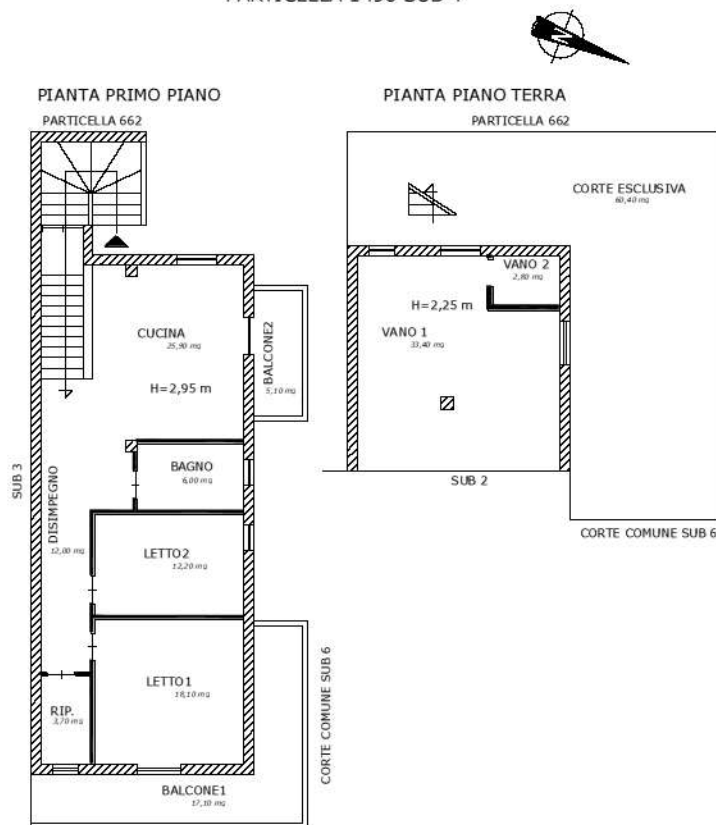 PIANTA PRIMO PIANO
PARTICELLA 662
CUCINA
25,90 mq
H=2,95 m
BALCONE2
5,10 mq
BAGNO
6,00 mq
SUB 3
DISIMPEGNO
12,00 mq
LETTO2
12,20 mq
LETTO1
18,10 mq
RIP.
3,70 mq
BALCONE1
17,10 mq
CORTE COMUNE SUB 6
N
PIANTA PIANO TERRA
PARTICELLA 662
CORTE ESCLUSIVA
60,40 mq
VANO 2
2,80 mq
H=2,25 m
VANO 1
33,40 mq
SUB 2
CORTE COMUNE SUB 6